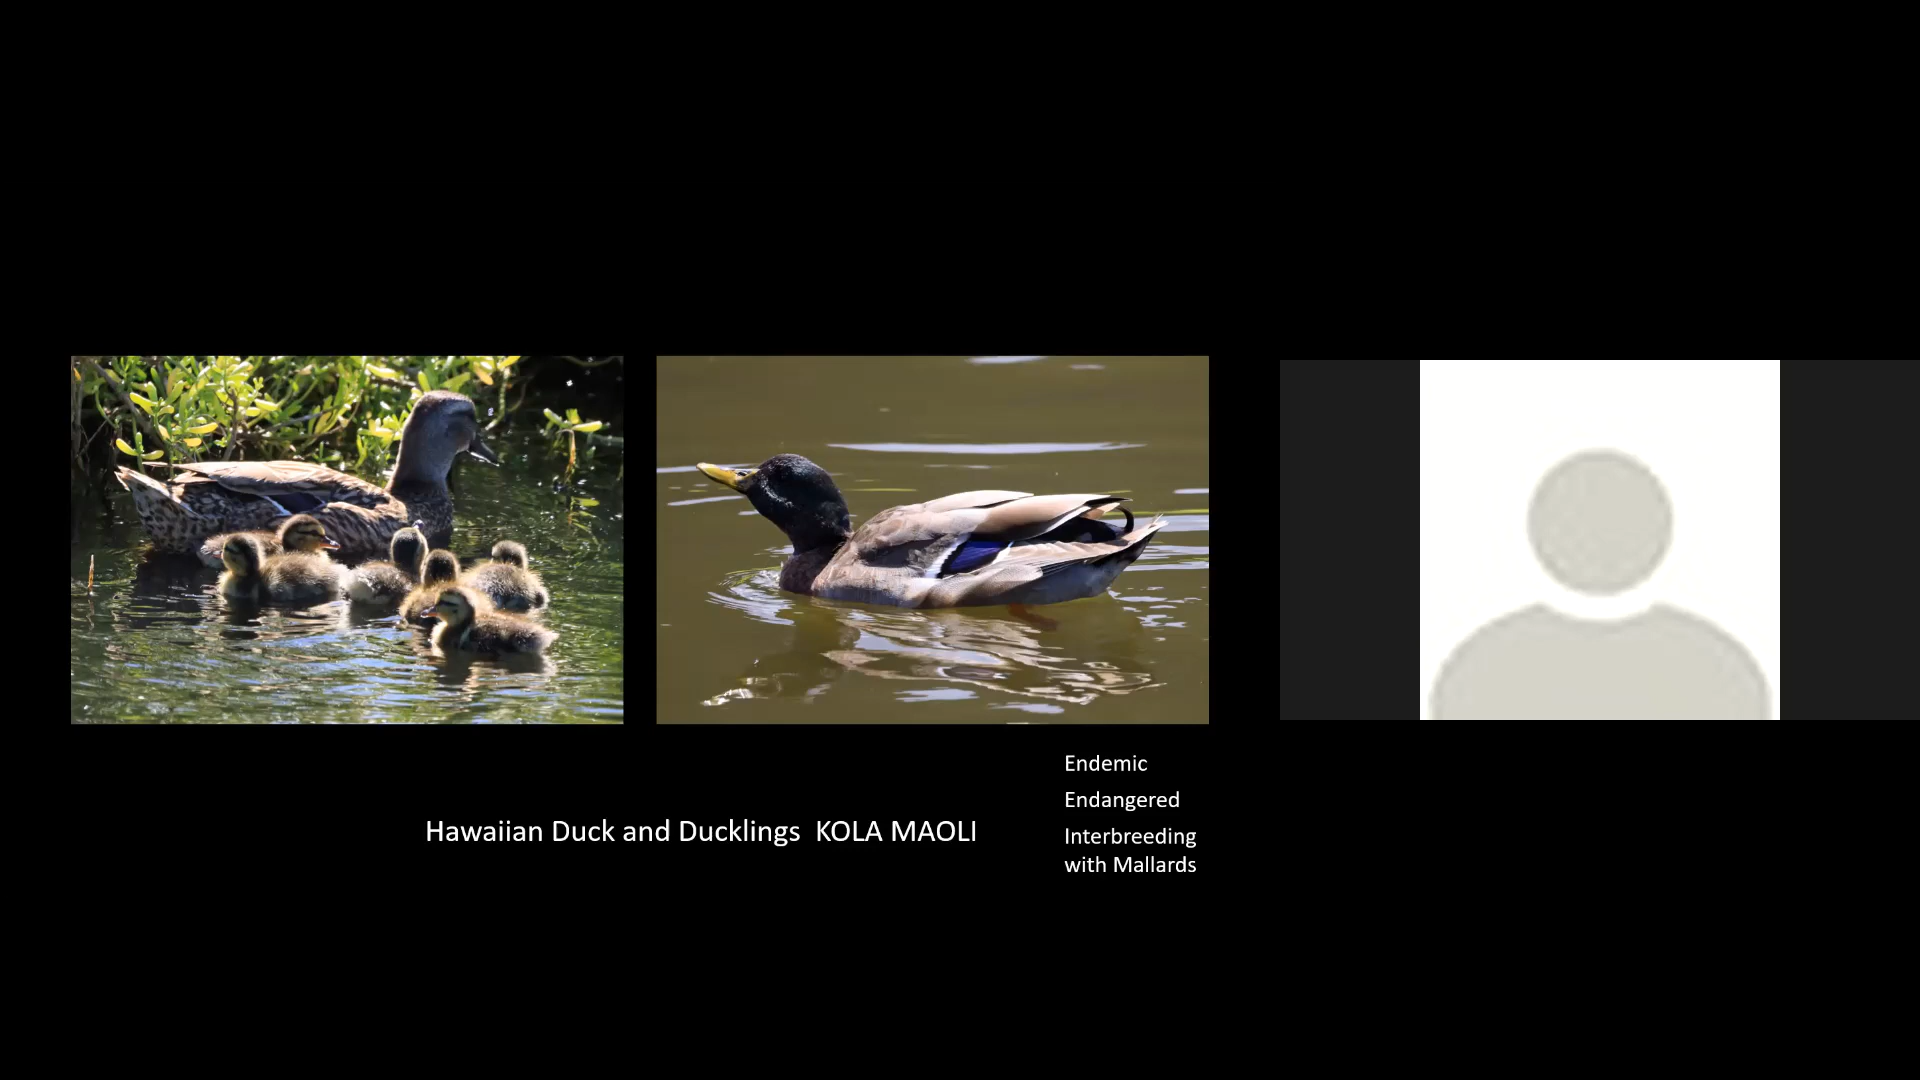 Endemic
Endangered
Hawaiian Duck and Ducklings KOLA MAOLI
Interbreeding
with Mallards